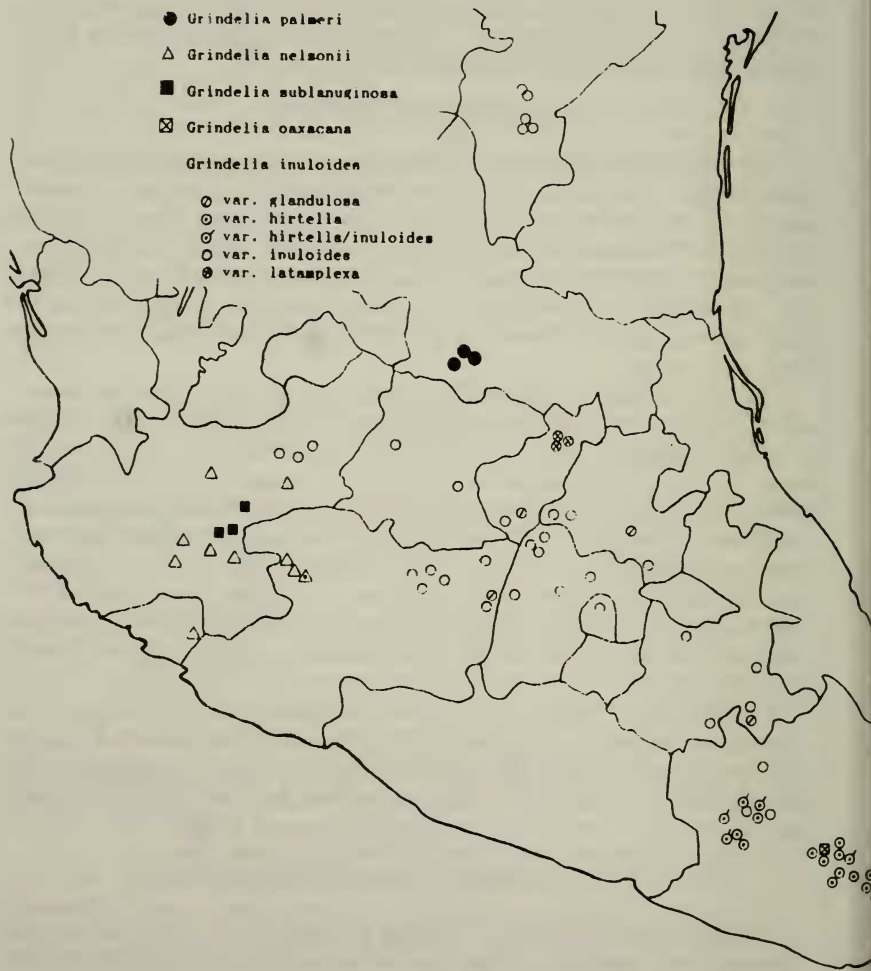 Grindelia palmeri
Grindelia nelsonii
Grindelia sublanuginosa
Grindelia oaxacana
Grindelia inuloides
var. glandulosa
var. hirtella
var. hirtella/inuloides
var. inuloides
var. latamplexa